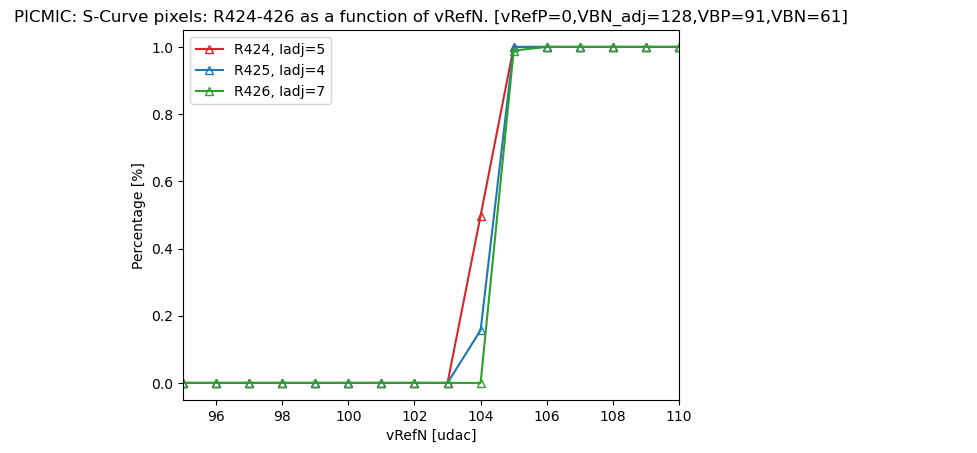 PICMIC: S-Curve pixels: R424-426 as a function of vRefN. [vRefP=0,VBN_adj=128,VBP=91,VBN=61]
R424, Iadj=5
R425, Iadj=4
R426, Iadj=7
1.0
0.8
0.6
0.4
0.2
0.0
Percentage [%]
96 98 100 102 104 106 108 110
vRefN [udac]